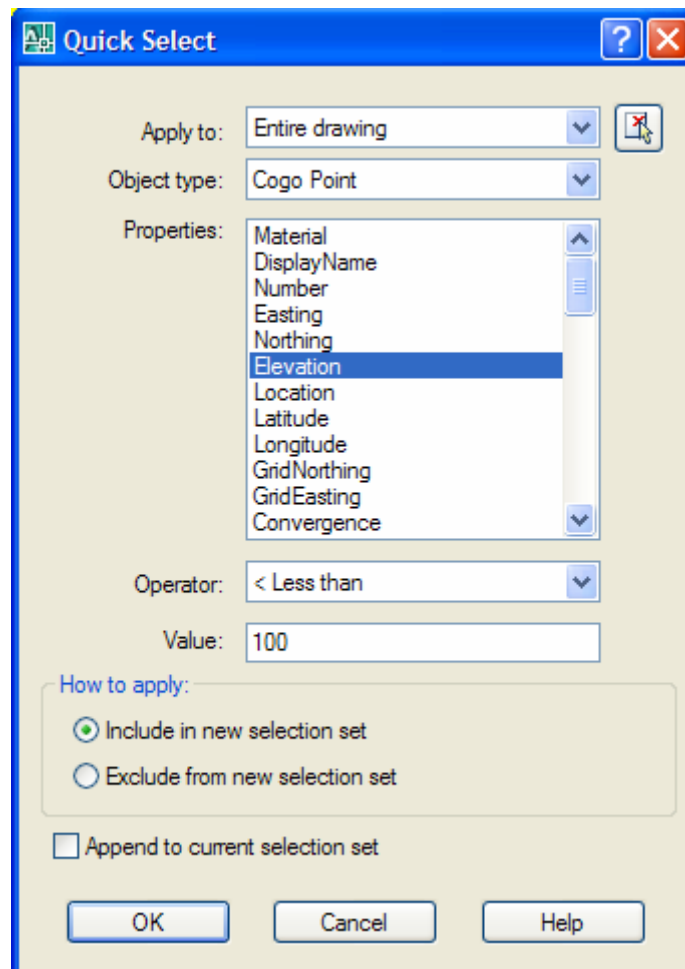 Quick Select
Apply to: Entire drawing
Object type: Cogo Point
Properties: Material
DisplayName
Number
Easting
Northing
Elevation
Location
Latitude
Longitude
GridNorthing
GridEasting
Convergence
Operator: < Less than
Value: 100
How to apply:
Include in new selection set
Exclude from new selection set
Append to current selection set
OK Cancel Help